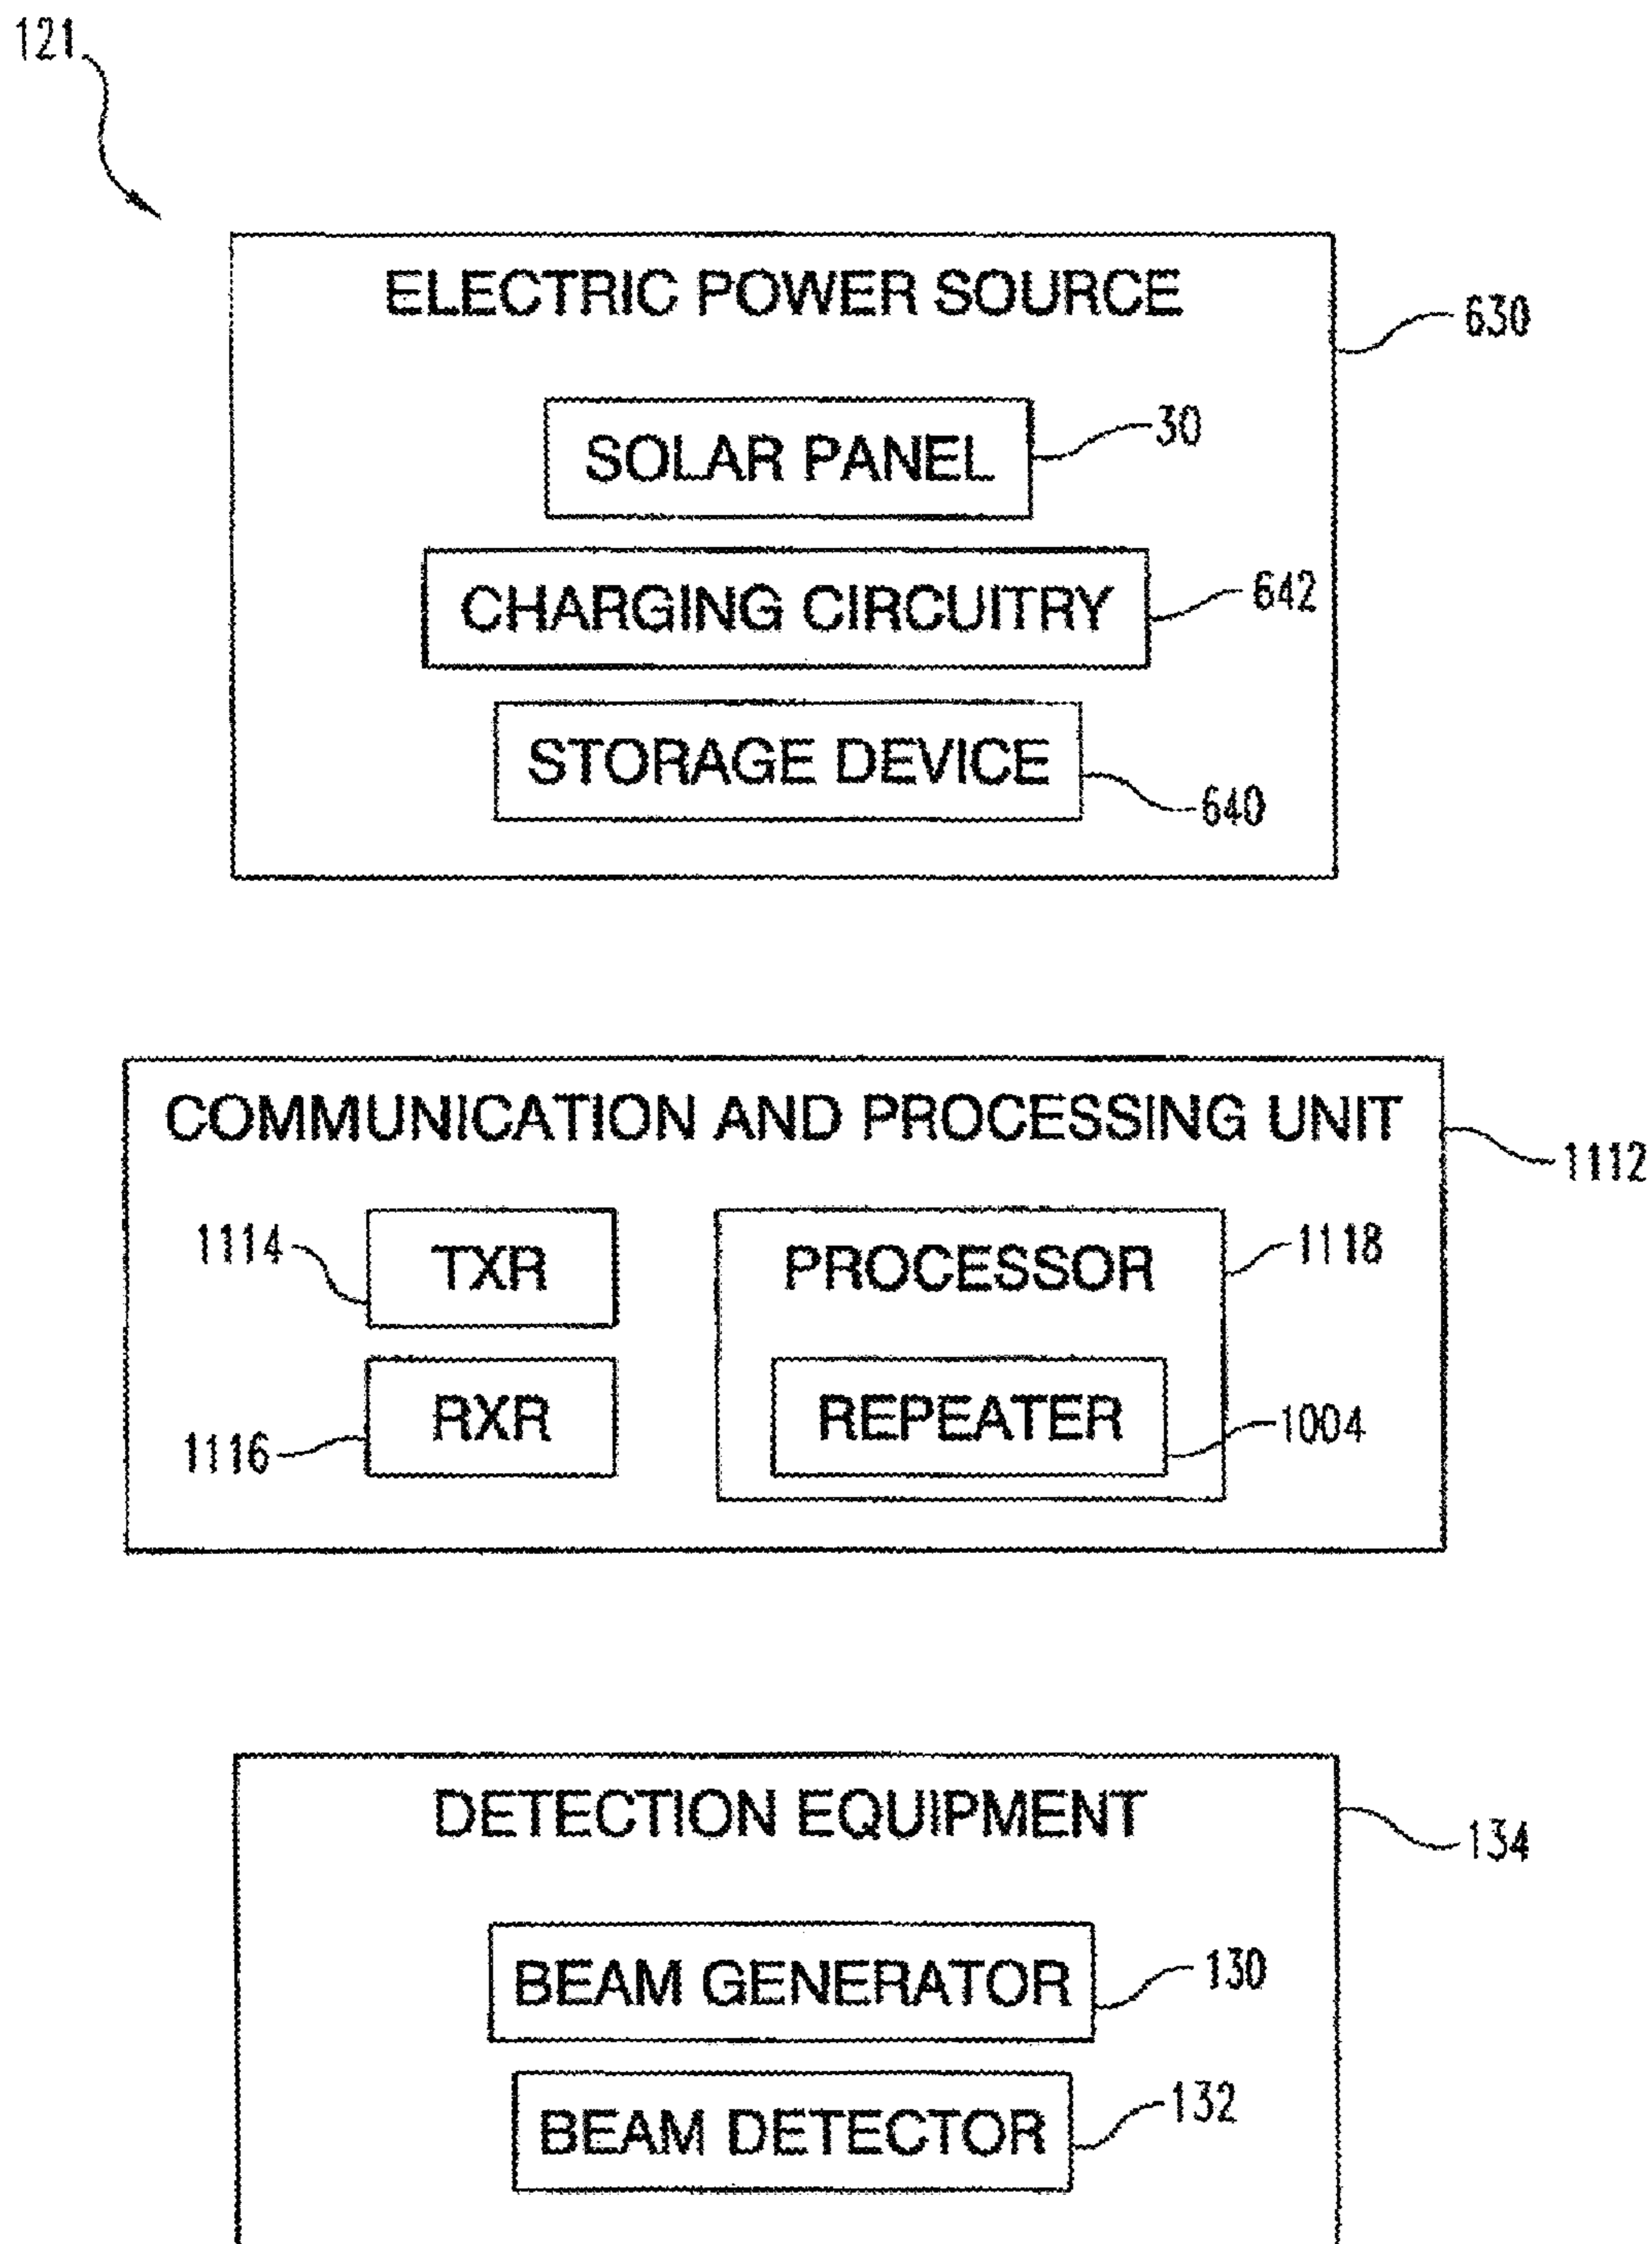 121
ELECTRIC POWER SOURCE
630
SOLAR PANEL
30
CHARGING CIRCUITRY
642
STORAGE DEVICE
640
COMMUNICATION AND PROCESSING UNIT
1112
1114
TXR
PROCESSOR
1118
1116
RXR
REPEATER
1004
DETECTION EQUIPMENT
134
BEAM GENERATOR
130
BEAM DETECTOR
132